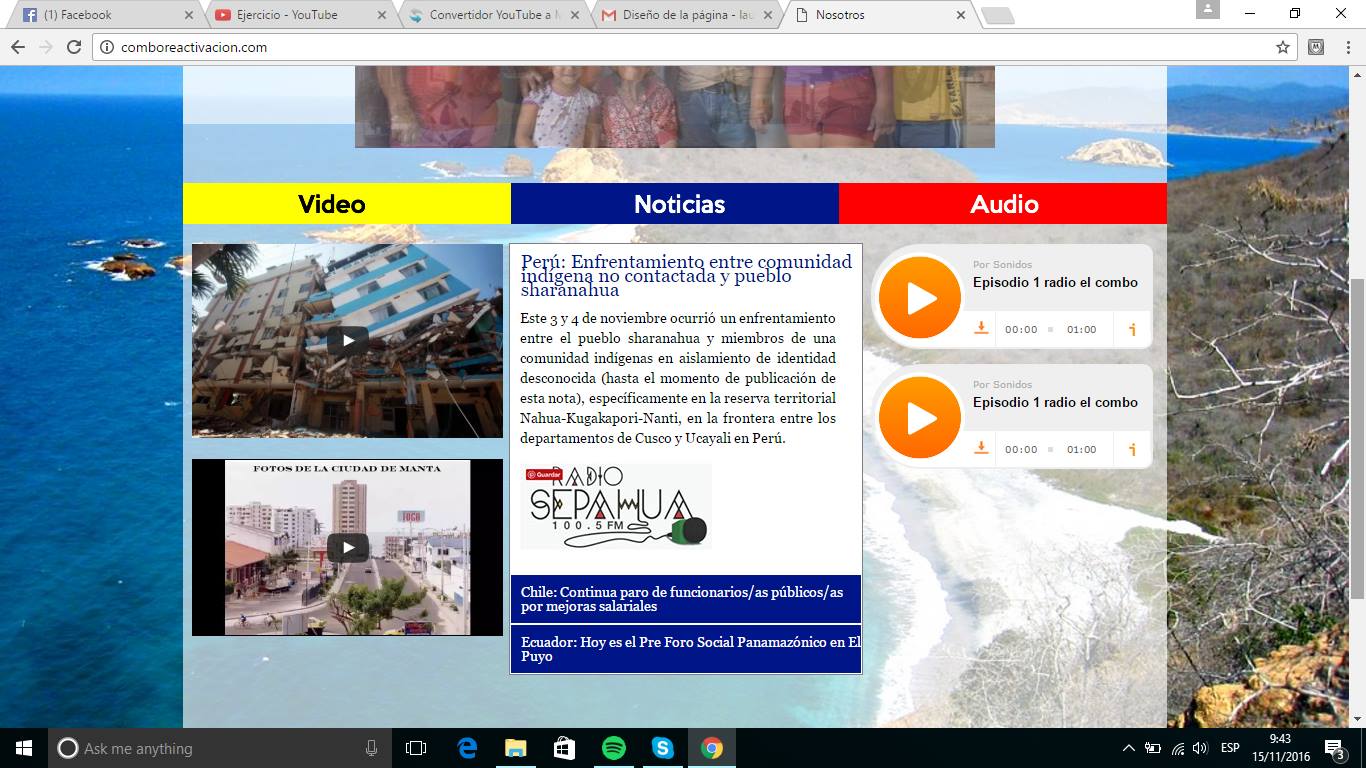 (1) Facebook
Ejercicio - YouTube
Convertidor YouTube a M
Diseño de la página - lau
Nosotros
comboreactivacion.com
Video
Noticias
Audio
FOTOS DE LA CIUDAD DE MANTA
Perú: Enfrentamiento entre comunidad
indígena no contactada y pueblo
sharanahua
Este 3 y 4 de noviembre ocurrió un enfrentamiento
entre el pueblo sharanahua y miembros de una
comunidad indígenas en aislamiento de identidad
desconocida (hasta el momento de publicación de
esta nota), específicamente en la reserva territorial
Nahua-Kugakapori-Nanti, en la frontera entre los
departamentos de Cusco y Ucayali en Perú.
Guardar
RADIO
SEPAHUA
100.5 FM
Chile: Continua paro de funcionarios/as públicos/as
por mejoras salariales
Ecuador: Hoy es el Pre Foro Social Panamazónico en El
Puyo
Por Sonidos
Episodio 1 radio el combo
00:00
01:00
Por Sonidos
Episodio 1 radio el combo
00:00
01:00
Ask me anything
ESP
9:43
15/11/2016
3